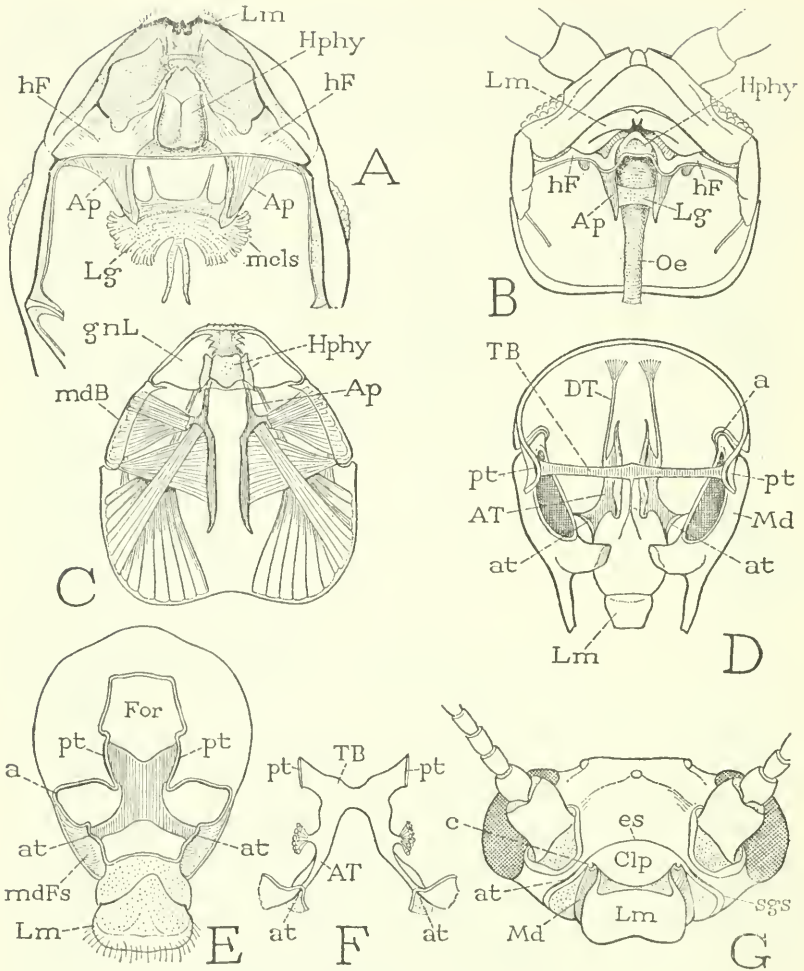 Lm
Hphy
hF
hF
A
Ap
Ap
Lg
mcls
Lm
Hphy
hF
hF
Ap
Lg
Oe
B
gnL
Hphy
mdB
Ap
C
TB
DT
a
pt
pt
AT
Md
at
at
Lm
D
For
pt
pt
a
at
at
mdFs
Lm
E
TB
pt
pt
AT
at
at
F
es
c
Clp
at
sgs
Md
Lm
G